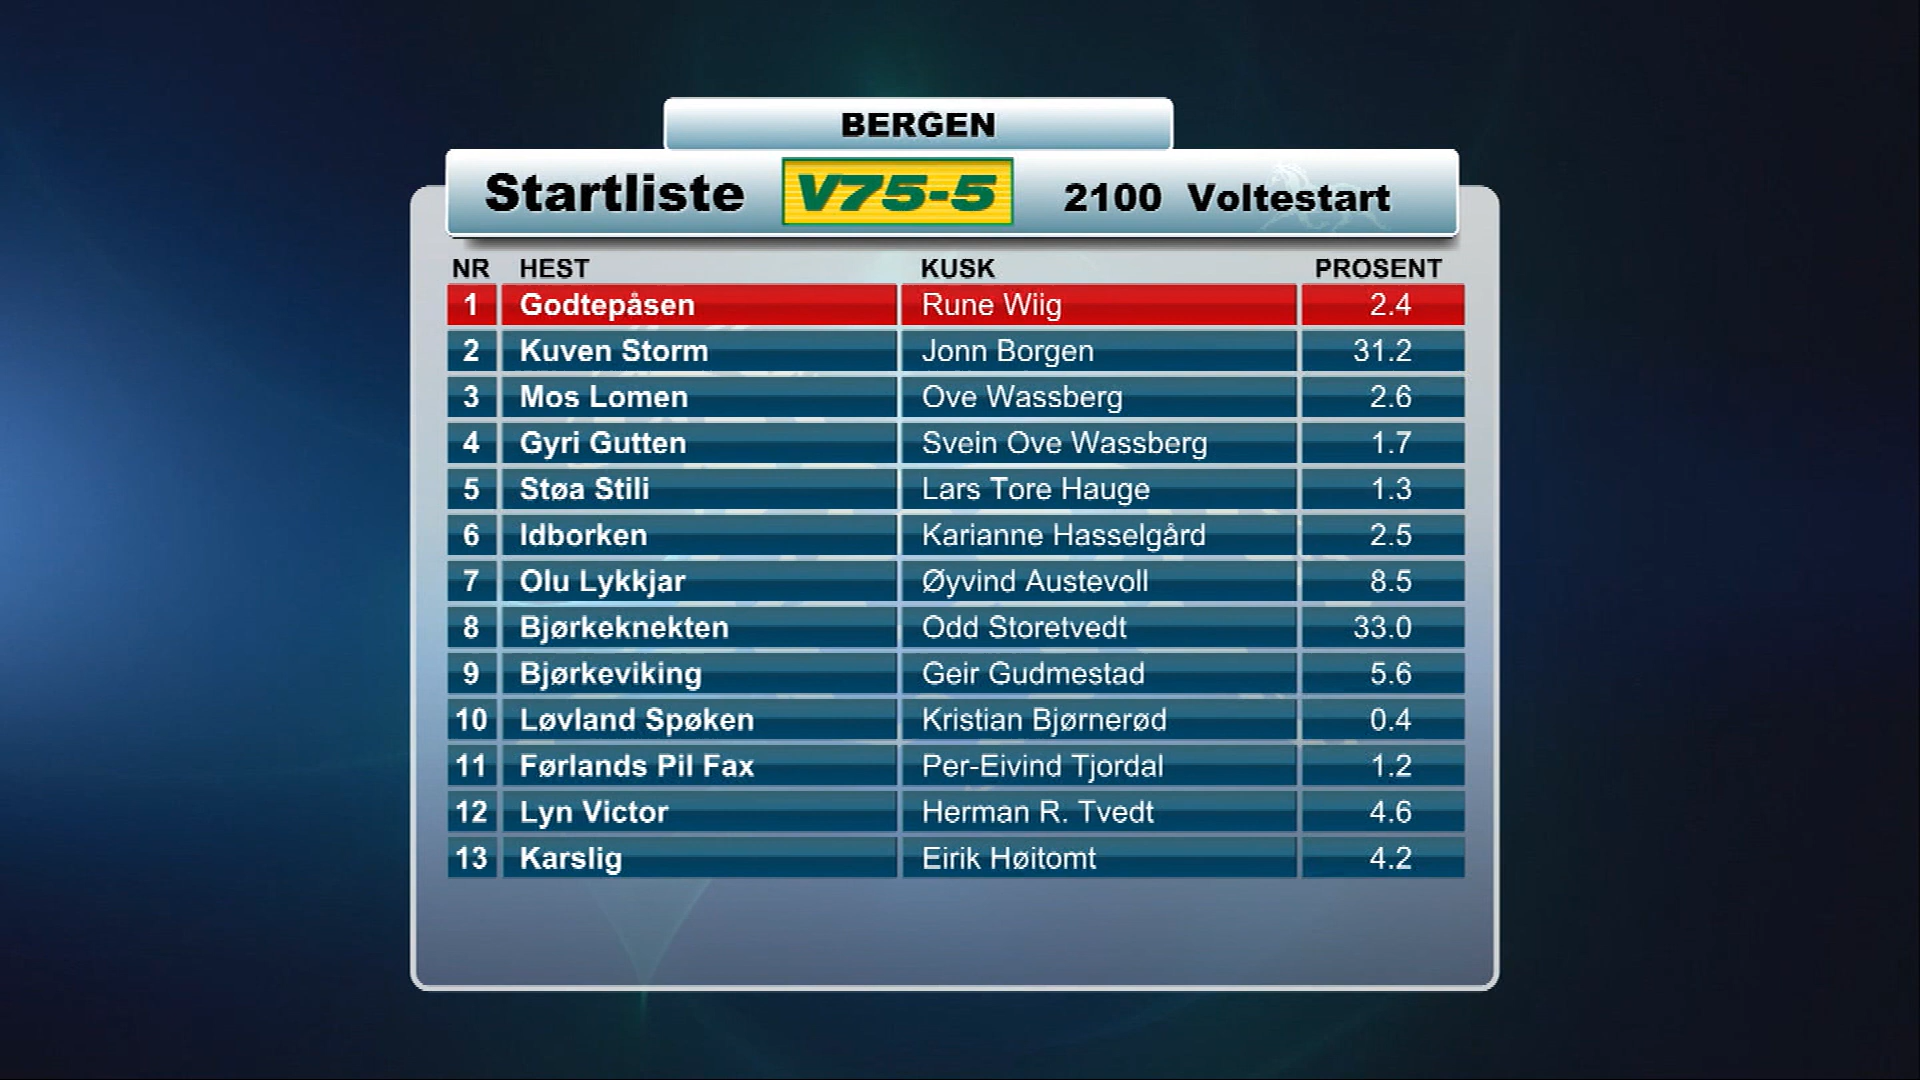 BERGEN
Startliste V75-5 2100 Voltestart
NR HEST KUSK PROSENT
1 Godtepåsen Rune Wiig 2.4
2 Kuven Storm Jonn Borgen 31.2
3 Mos Lomen Ove Wassberg 2.6
4 Gyri Gutten Svein Ove Wassberg 1.7
5 Støa Stili Lars Tore Hauge 1.3
6 Idborken Karianne Hasselgård 2.5
7 Olu Lykkjar Øyvind Austevoll 8.5
8 Bjørkeknekten Odd Storetvedt 33.0
9 Bjørkeviking Geir Gudmestad 5.6
10 Løvland Spøken Kristian Bjørnerød 0.4
11 Førlands Pil Fax Per-Eivind Tjordal 1.2
12 Lyn Victor Herman R. Tvedt 4.6
13 Karslig Eirik Høitomt 4.2